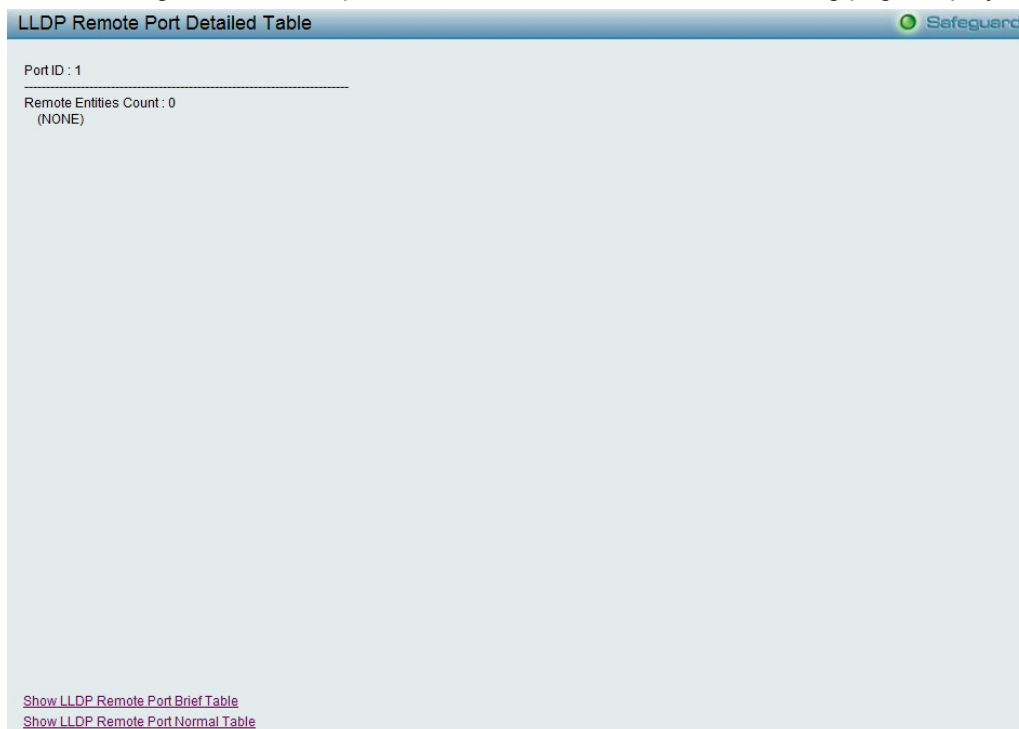 LLDP Remote Port Detailed Table
Safeguard
Port ID : 1
---------------------------------------------------------------------------
Remote Entities Count : 0
(NONE)
Show LLDP Remote Port Brief Table
Show LLDP Remote Port Normal Table